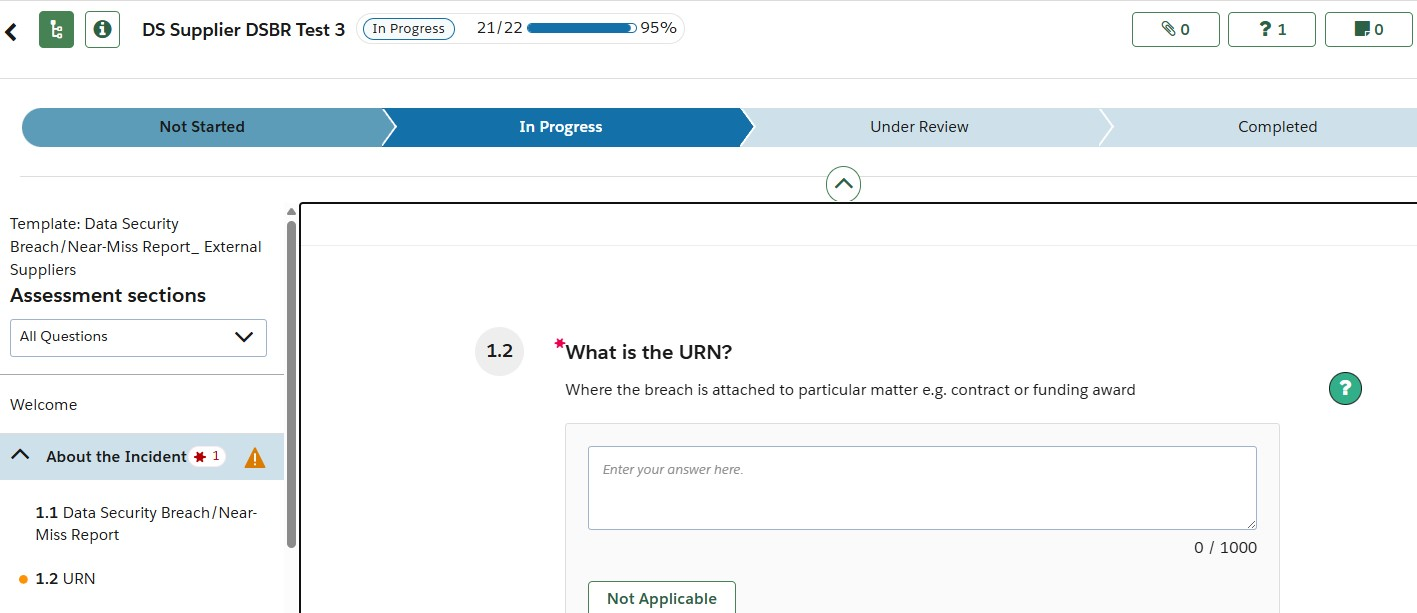 DS Supplier DSBR Test 3
In Progress
21/22
95%
0
? 1
0
Not Started
In Progress
Under Review
Completed
Template: Data Security
Breach/Near-Miss Report_ External
Suppliers
Assessment sections
All Questions
Welcome
About the Incident * 1
1.1 Data Security Breach/Near-
Miss Report
1.2 URN
1.2
*What is the URN?
Where the breach is attached to particular matter e.g. contract or funding award
?
Enter your answer here.
0 / 1000
Not Applicable